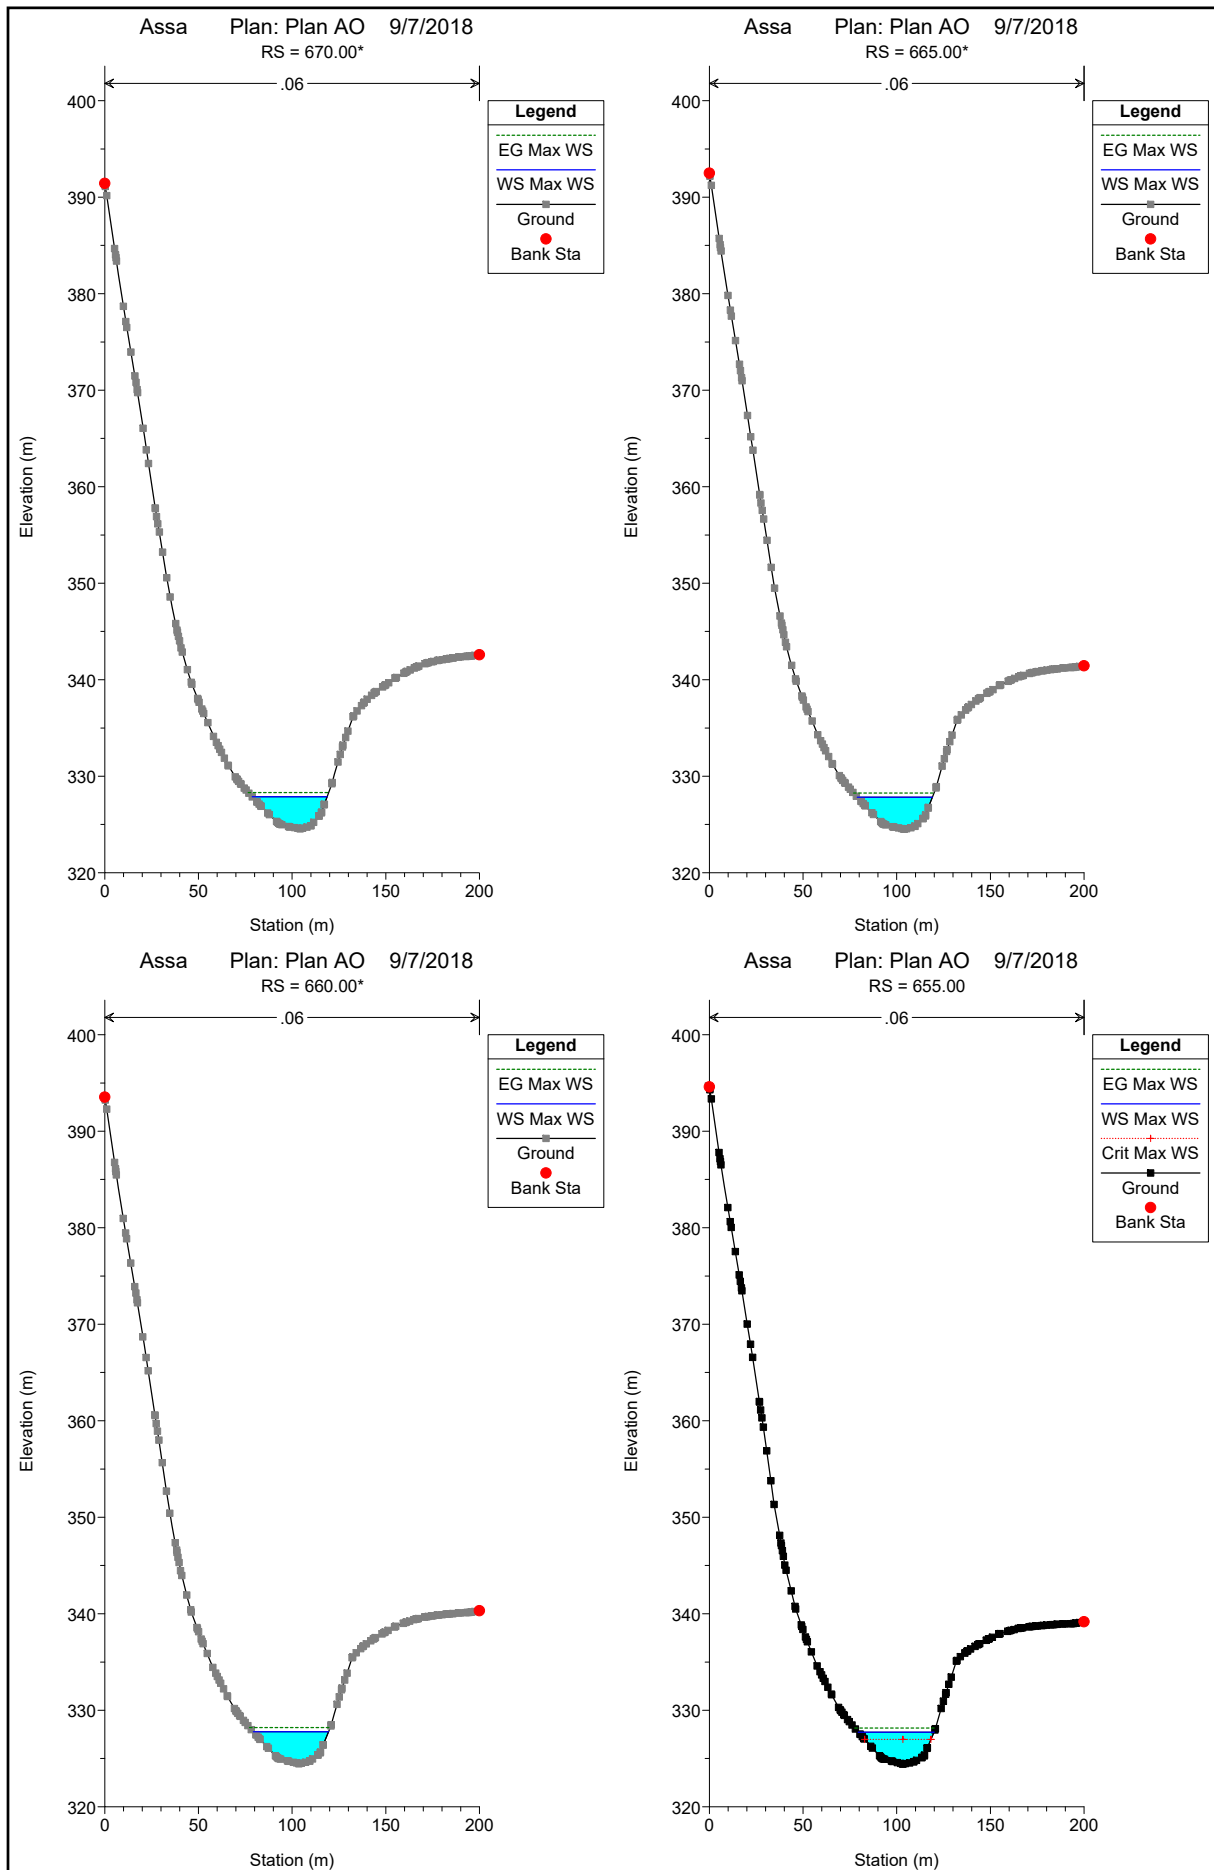 Assa Plan: Plan AO 9/7/2018
RS = 670.00*
.06
Legend
EG Max WS
WS Max WS
Ground
Bank Sta
400
390
380
370
360
350
340
330
320
Elevation (m)
0 50 100 150 200
Station (m)
Assa Plan: Plan AO 9/7/2018
RS = 665.00*
.06
Legend
EG Max WS
WS Max WS
Ground
Bank Sta
400
390
380
370
360
350
340
330
320
Elevation (m)
0 50 100 150 200
Station (m)
Assa Plan: Plan AO 9/7/2018
RS = 660.00*
.06
Legend
EG Max WS
WS Max WS
Ground
Bank Sta
400
390
380
370
360
350
340
330
320
Elevation (m)
0 50 100 150 200
Station (m)
Assa Plan: Plan AO 9/7/2018
RS = 655.00
.06
Legend
EG Max WS
WS Max WS
Crit Max WS
Ground
Bank Sta
400
390
380
370
360
350
340
330
320
Elevation (m)
0 50 100 150 200
Station (m)